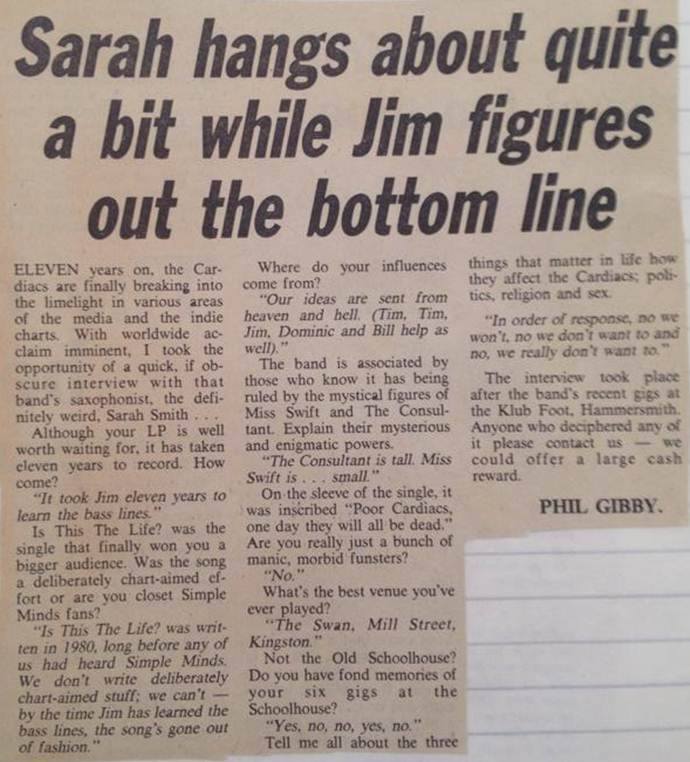 Sarah hangs about quite
a bit while Jim figures
out the bottom line
ELEVEN years on, the Car-
diacs are finally breaking into
the limelight in various areas
of the media and the indie
charts. With worldwide ac-
claim imminent, I took the
opportunity of a quick, if ob-
scure interview with that
band's saxophonist, the defi-
nitely weird, Sarah Smith . . .
Although your LP is well
worth waiting for, it has taken
eleven years to record. How
come?
"It took Jim eleven years to
learn the bass lines."
Is This The Life? was the
single that finally won you a
bigger audience. Was the song
a deliberately chart-aimed ef-
fort or are you closet Simple
Minds fans?
"Is This The Life? was writ-
ten in 1980, long before any of
us had heard Simple Minds.
We don't write deliberately
chart-aimed stuff; we can't —
by the time Jim has learned the
bass lines, the song's gone out
of fashion."
Where do your influences
come from?
"Our ideas are sent from
heaven and hell. (Tim, Tim,
Jim, Dominic and Bill help as
well)."
The band is associated by
those who know it has being
ruled by the mystical figures of
Miss Swift and The Consul-
tant. Explain their mysterious
and enigmatic powers.
"The Consultant is tall. Miss
Swift is . . . small."
On the sleeve of the single, it
was inscribed "Poor Cardiacs,
one day they will all be dead."
Are you really just a bunch of
manic, morbid funsters?
"No."
What's the best venue you've
ever played?
"The Swan, Mill Street,
Kingston."
Not the Old Schoolhouse?
Do you have fond memories of
your six gigs at the
Schoolhouse?
"Yes, no, no, yes, no."
Tell me all about the three
things that matter in life how
they affect the Cardiacs; poli-
tics, religion and sex.
"In order of response, no we
won't, no we don't want to and
no, we really don't want to."
The interview took place
after the band's recent gigs at
the Klub Foot, Hammersmith.
Anyone who deciphered any of
it please contact us — we
could offer a large cash
reward.
PHIL GIBBY.